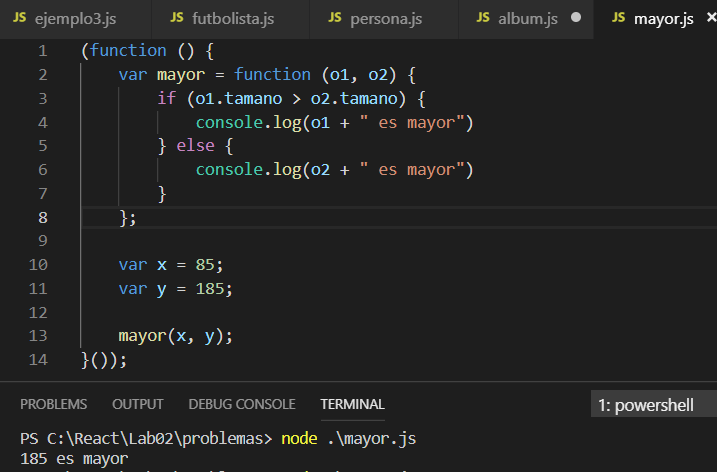 JS ejemplo3.js JS futbolista.js JS persona.js JS album.js ● JS mayor.js ×
1 (function () {
2 var mayor = function (o1, o2) {
3 if (o1.tamano > o2.tamano) {
4 console.log(o1 + " es mayor")
5 } else {
6 console.log(o2 + " es mayor")
7 }
8 };
9
10 var x = 85;
11 var y = 185;
12
13 mayor(x, y);
14 }());
PROBLEMS OUTPUT DEBUG CONSOLE TERMINAL 1: powershell
PS C:\React\Lab02\problemas> node .\mayor.js
185 es mayor